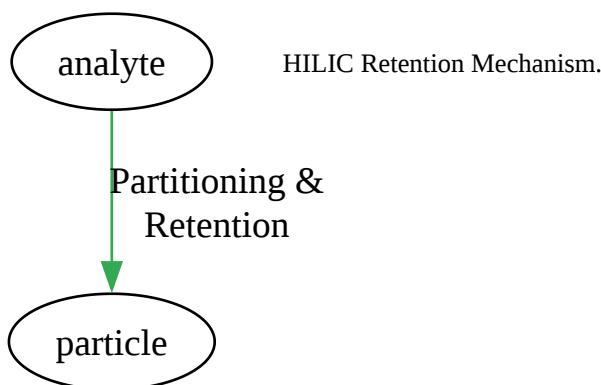 analyte
HILIC Retention Mechanism.
Partitioning &
Retention
particle